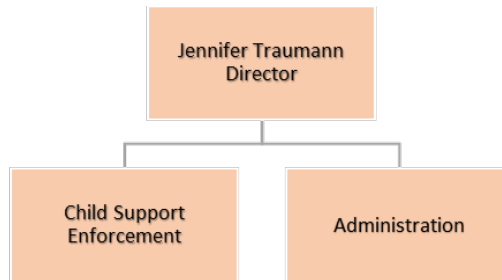 Jennifer Traumann
Director
Child Support
Enforcement
Administration